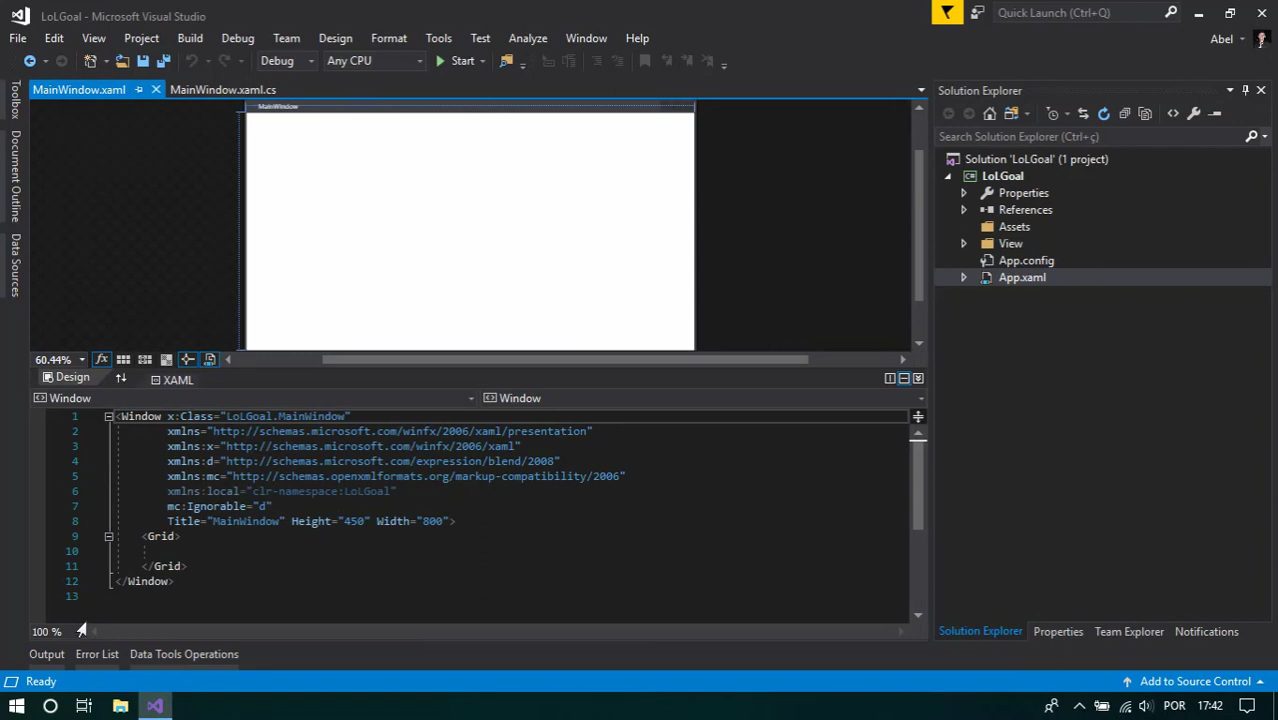 LoLGoal - Microsoft Visual Studio
Quick Launch (Ctrl+Q)
File Edit View Project Build Debug Team Design Format Tools Test Analyze Window Help
Abel
Debug Any CPU Start
MainWindow.xaml MainWindow.xaml.cs
Toolbox
Document Outline
Data Sources
MainWindow
Solution Explorer
Search Solution Explorer (Ctrl+ç)
Solution 'LoLGoal' (1 project)
LoLGoal
Properties
References
Assets
View
App.config
App.xaml
60.44%
Design XAML
Window Window
1 <Window x:Class="LoLGoal.MainWindow"
2 xmlns="http://schemas.microsoft.com/winfx/2006/xaml/presentation"
3 xmlns:x="http://schemas.microsoft.com/winfx/2006/xaml"
4 xmlns:d="http://schemas.microsoft.com/expression/blend/2008"
5 xmlns:mc="http://schemas.openxmlformats.org/markup-compatibility/2006"
6 xmlns:local="clr-namespace:LoLGoal"
7 mc:Ignorable="d"
8 Title="MainWindow" Height="450" Width="800">
9 <Grid>
10
11 </Grid>
12 </Window>
13
100 %
Solution Explorer Properties Team Explorer Notifications
Output Error List Data Tools Operations
Ready
Add to Source Control
POR 17:42